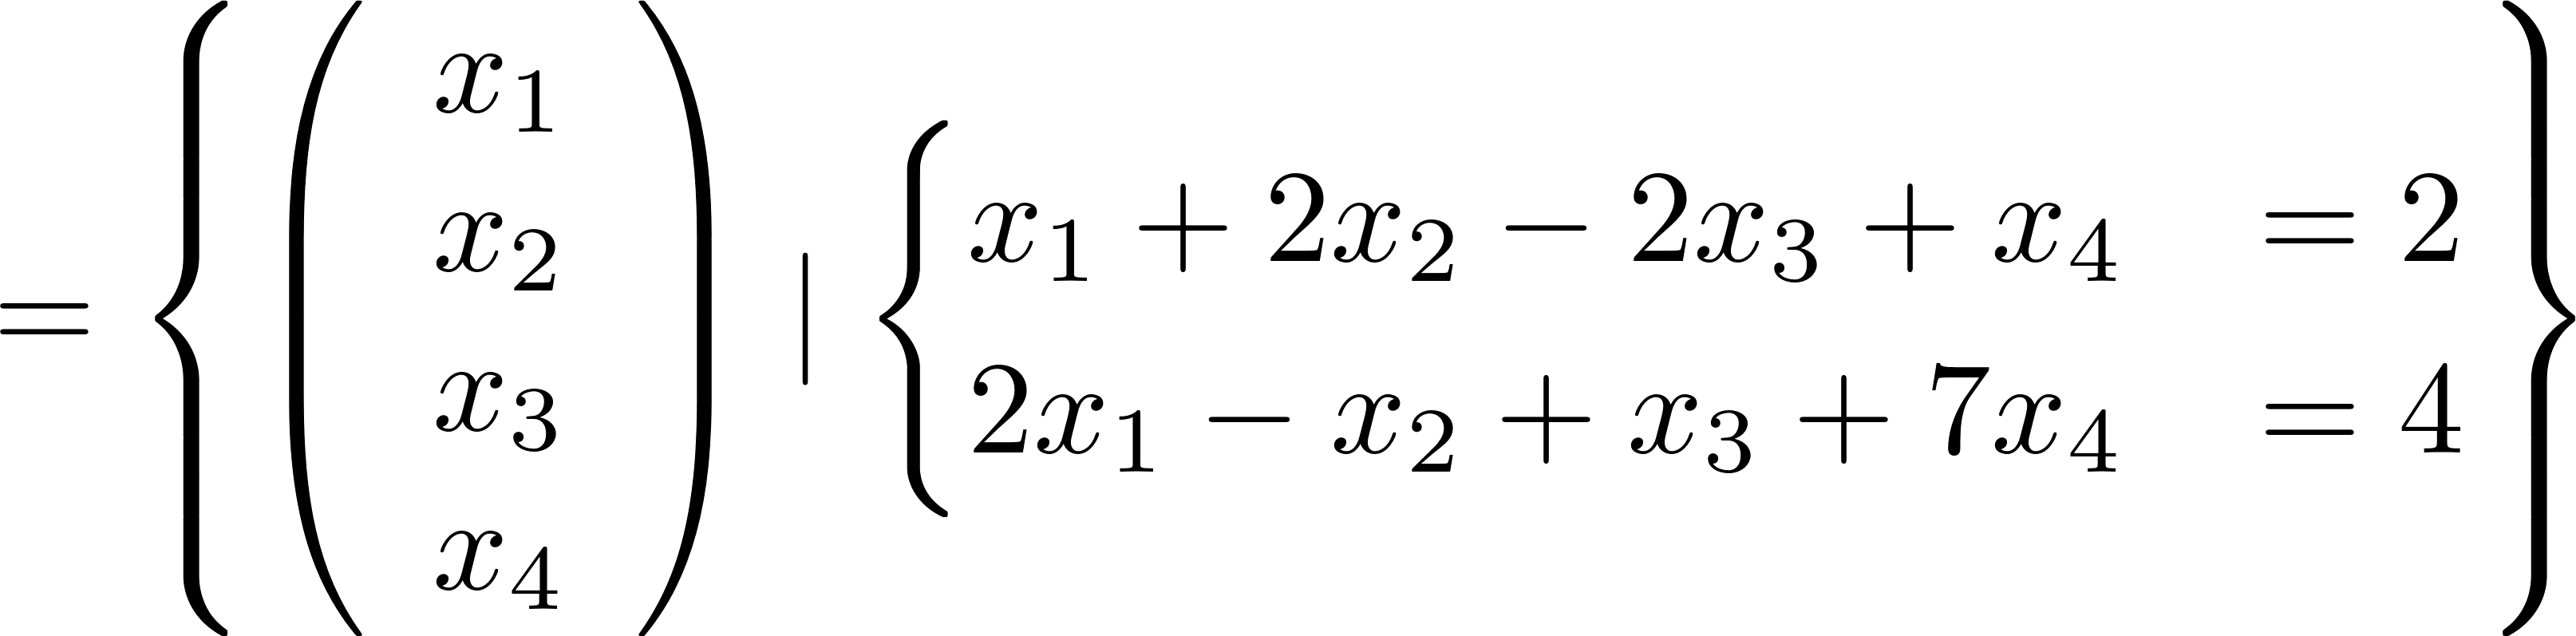 = { ( x₁ x₂ x₃ x₄ ) | { x₁ + 2x₂ − 2x₃ + x₄ = 2
2x₁ − x₂ + x₃ + 7x₄ = 4 }